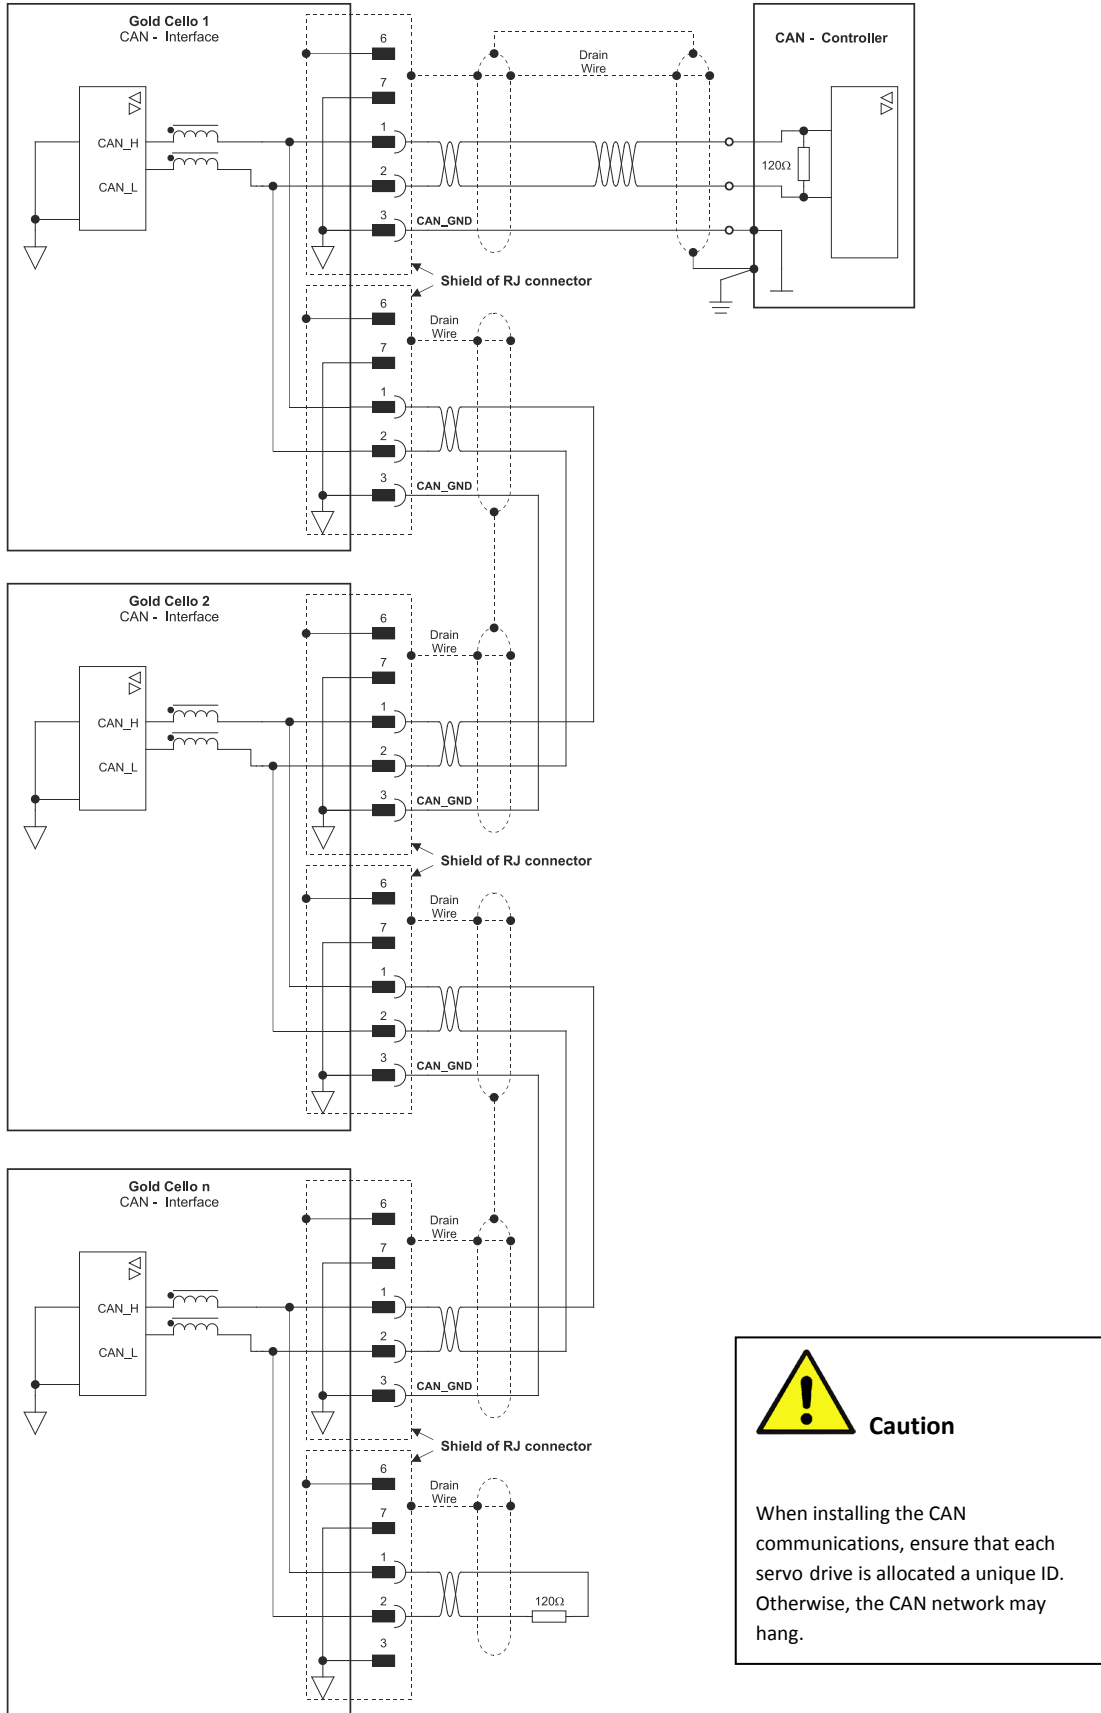 Gold Cello 1
CAN - Interface
CAN_H
CAN_L
6
7
1
2
3
CAN_GND
Drain
Wire
CAN - Controller
120Ω
Shield of RJ connector
6
7
1
2
3
CAN_GND
Drain
Wire
Gold Cello 2
CAN - Interface
CAN_H
CAN_L
6
7
1
2
3
CAN_GND
Drain
Wire
Shield of RJ connector
6
7
1
2
3
CAN_GND
Drain
Wire
Gold Cello n
CAN - Interface
CAN_H
CAN_L
6
7
1
2
3
CAN_GND
Drain
Wire
Shield of RJ connector
6
7
1
2
3
Drain
Wire
120Ω
Caution
When installing the CAN
communications, ensure that each
servo drive is allocated a unique ID.
Otherwise, the CAN network may
hang.